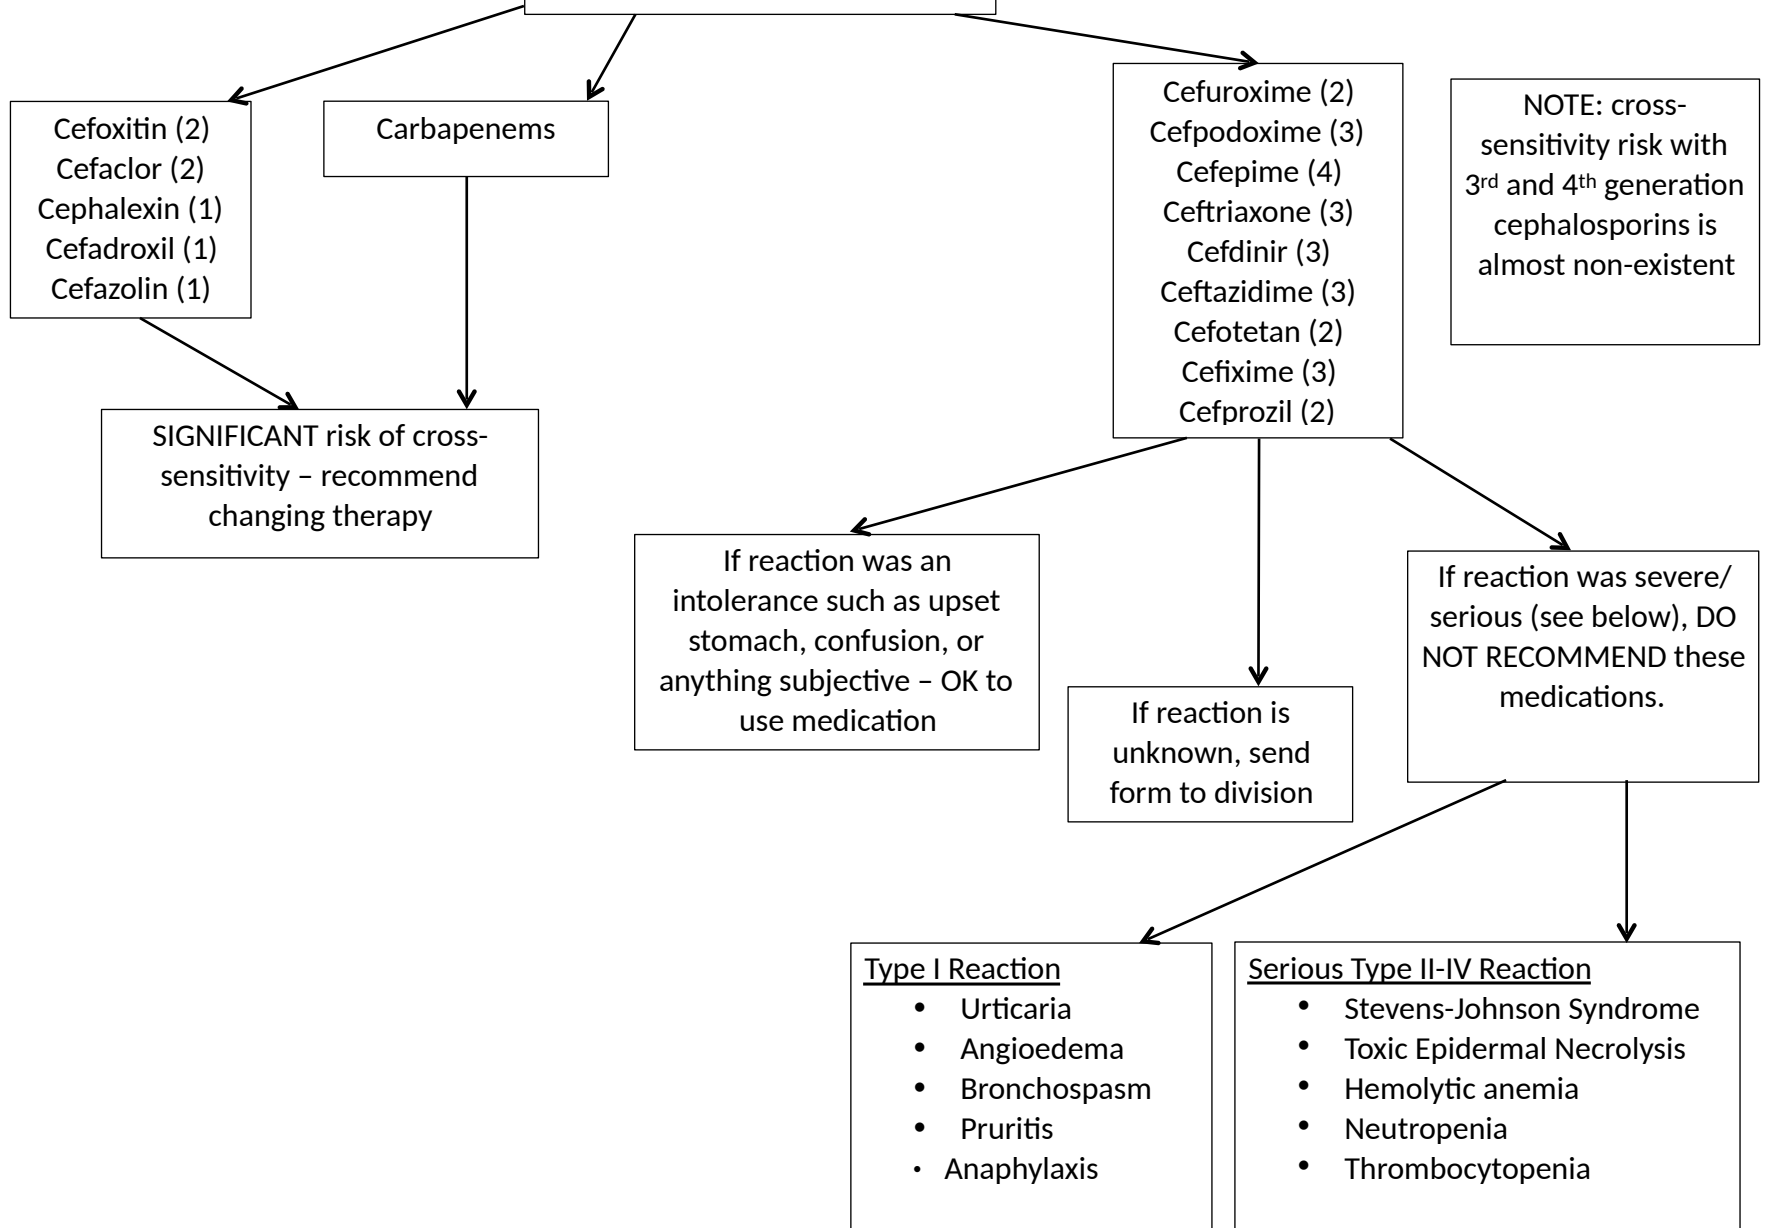 Cefoxitin (2)
Cefaclor (2)
Cephalexin (1)
Cefadroxil (1)
Cefazolin (1)
Carbapenems
Cefuroxime (2)
Cefpodoxime (3)
Cefepime (4)
Ceftriaxone (3)
Cefdinir (3)
Ceftazidime (3)
Cefotetan (2)
Cefixime (3)
Cefprozil (2)
NOTE: cross-
sensitivity risk with
3rd and 4th generation
cephalosporins is
almost non-existent
SIGNIFICANT risk of cross-
sensitivity – recommend
changing therapy
If reaction was an
intolerance such as upset
stomach, confusion, or
anything subjective – OK to
use medication
If reaction is
unknown, send
form to division
If reaction was severe/
serious (see below), DO
NOT RECOMMEND these
medications.
Type I Reaction
• Urticaria
• Angioedema
• Bronchospasm
• Pruritis
• Anaphylaxis
Serious Type II-IV Reaction
• Stevens-Johnson Syndrome
• Toxic Epidermal Necrolysis
• Hemolytic anemia
• Neutropenia
• Thrombocytopenia